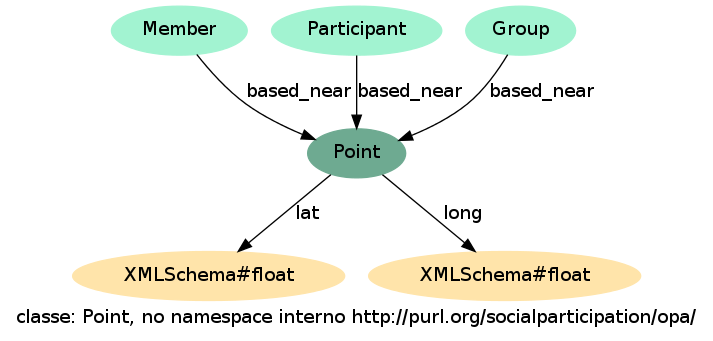 Member Participant Group
based_near based_near based_near
Point
lat long
XMLSchema#float XMLSchema#float
classe: Point, no namespace interno http://purl.org/socialparticipation/opa/